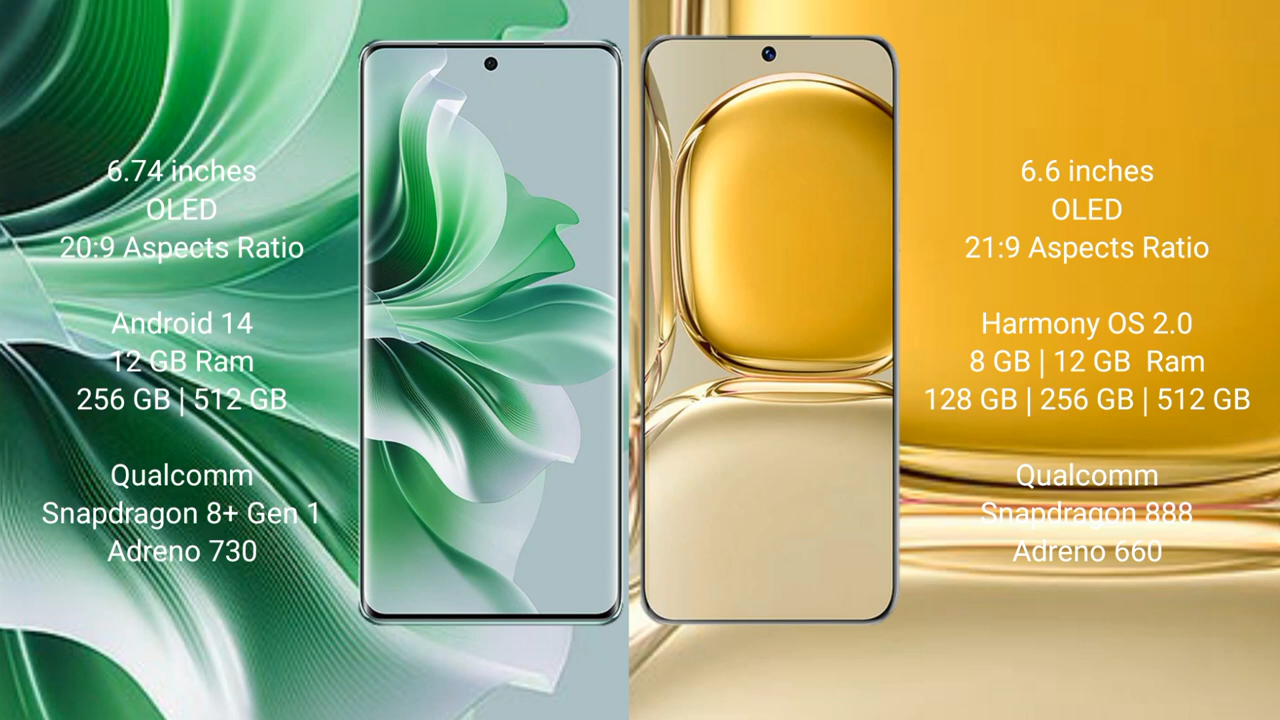 6.74 inches
OLED
20:9 Aspects Ratio
Android 14
12 GB Ram
256 GB | 512 GB
Qualcomm
Snapdragon 8+ Gen 1
Adreno 730
6.6 inches
OLED
21:9 Aspects Ratio
Harmony OS 2.0
8 GB | 12 GB Ram
128 GB | 256 GB | 512 GB
Qualcomm
Snapdragon 888
Adreno 660